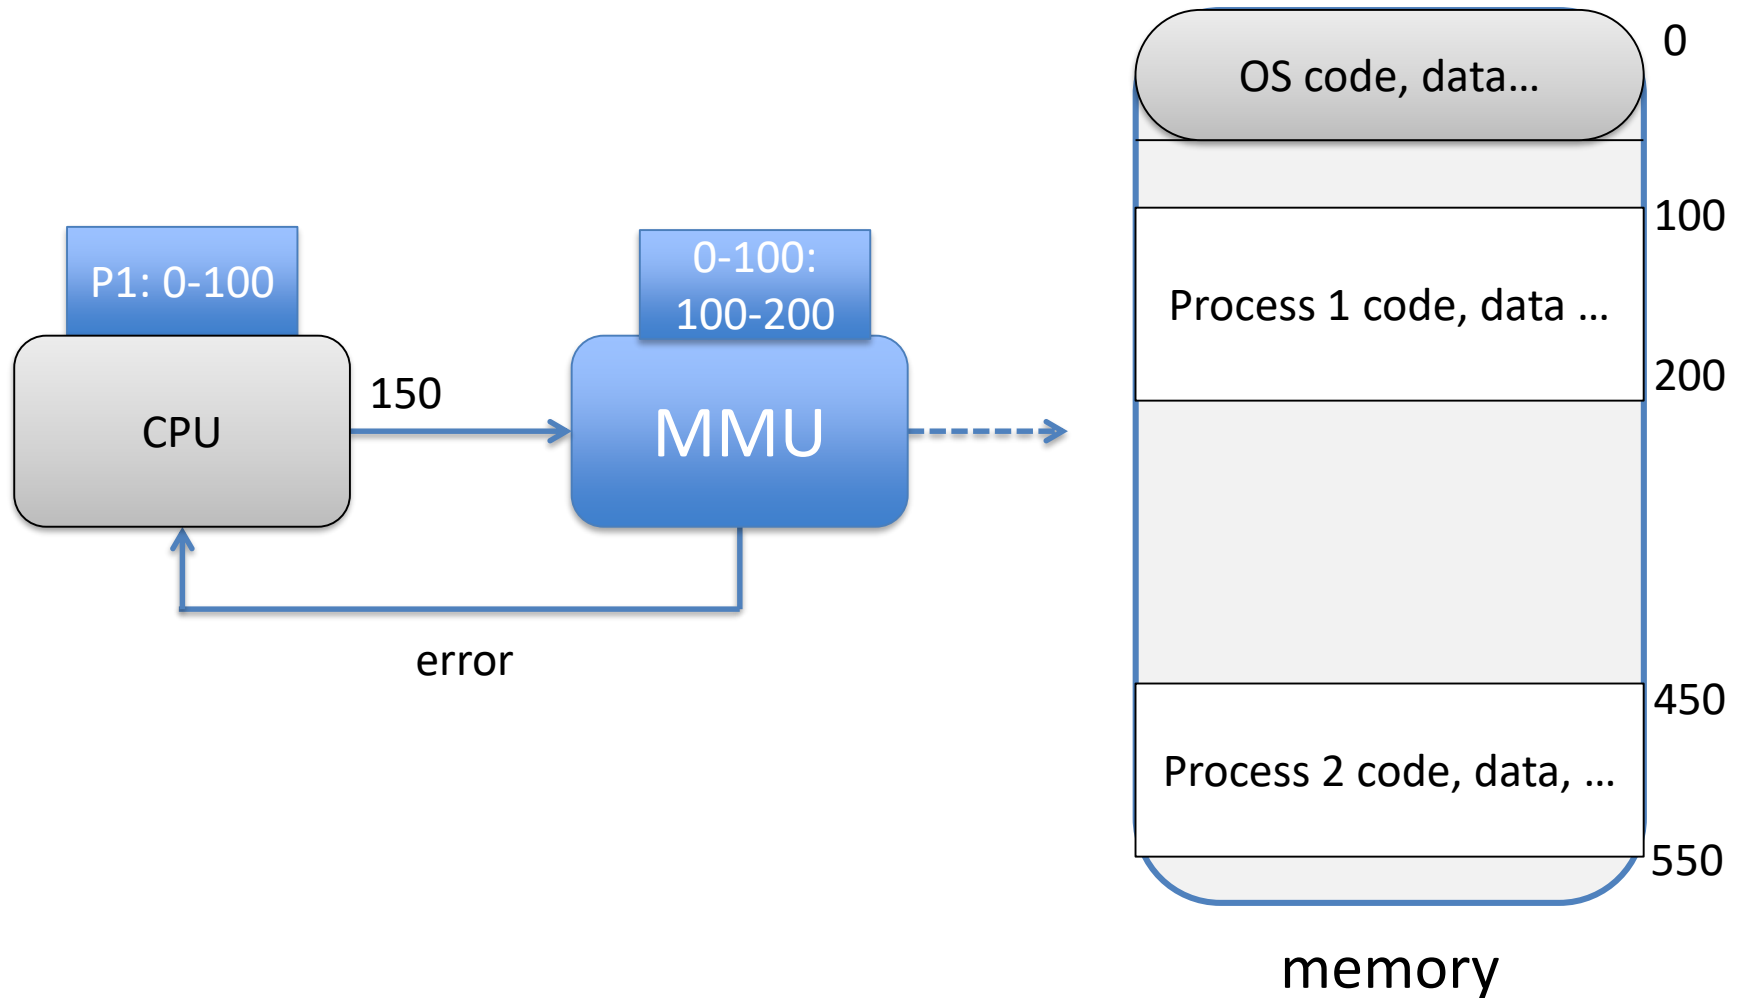 P1: 0-100
CPU
150
0-100:
100-200
MMU
error
OS code, data…
0
100
Process 1 code, data …
200
450
Process 2 code, data, …
550
memory